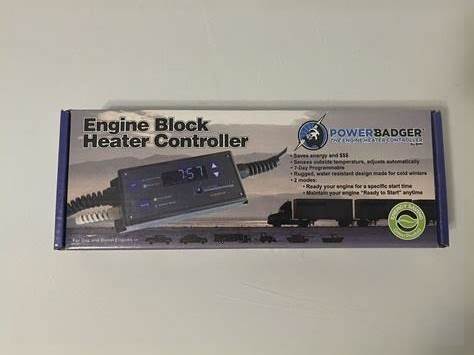 Engine Block
Heater Controller
7:57
POWERBADGER
THE ENGINE HEATER CONTROLLER
• Saves energy and $$$
• Senses outside temperature, adjusts automatically
• 7-Day Programmable
• Rugged, water resistant design made for cold winters
• 2 modes:
• Ready your engine for a specific start time
• Maintain your engine "Ready to Start" anytime
For Gas and Diesel Engines